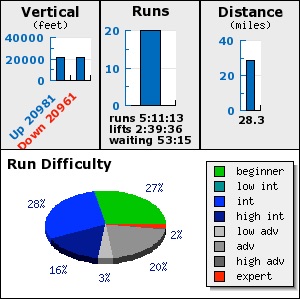 Vertical
(feet)
40000
20000
0
Up 20981
Down 20961
Runs
20
10
0
runs 5:11:13
lifts 2:39:36
waiting 53:15
Distance
(miles)
40
20
0
28.3
Run Difficulty
27%
28%
2%
16%
3%
20%
beginner
low int
int
high int
low adv
adv
high adv
expert